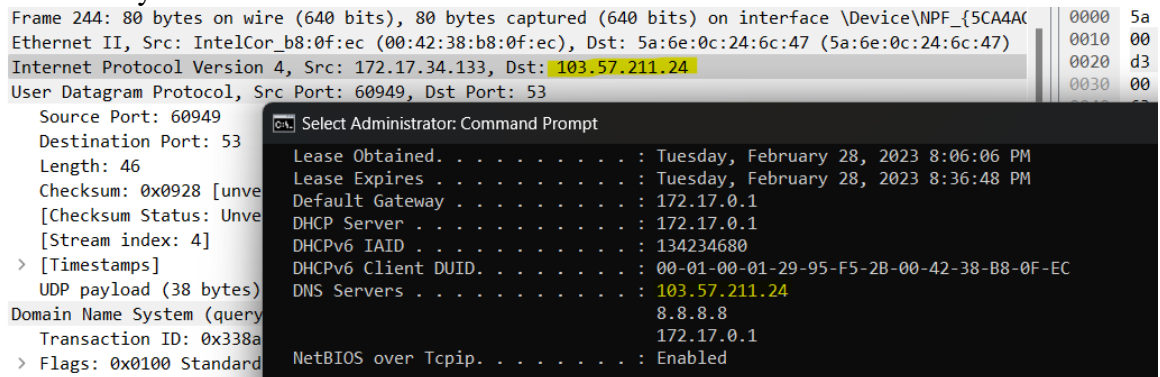 Frame 244: 80 bytes on wire (640 bits), 80 bytes captured (640 bits) on interface \Device\NPF_{5CA4A
Ethernet II, Src: IntelCor_b8:0f:ec (00:42:38:b8:0f:ec), Dst: 5a:6e:0c:24:6c:47 (5a:6e:0c:24:6c:47)
Internet Protocol Version 4, Src: 172.17.34.133, Dst: 103.57.211.24
User Datagram Protocol, Src Port: 60949, Dst Port: 53
Source Port: 60949
Destination Port: 53
Length: 46
Checksum: 0x0928 [unve
[Checksum Status: Unve
[Stream index: 4]
> [Timestamps]
UDP payload (38 bytes)
Domain Name System (query
Transaction ID: 0x338a
> Flags: 0x0100 Standard
0000 5a
0010 00
0020 d3
0030 00
Select Administrator: Command Prompt
Lease Obtained. . . . . . . . . . : Tuesday, February 28, 2023 8:06:06 PM
Lease Expires . . . . . . . . . . : Tuesday, February 28, 2023 8:36:48 PM
Default Gateway . . . . . . . . . : 172.17.0.1
DHCP Server . . . . . . . . . . . : 172.17.0.1
DHCPv6 IAID . . . . . . . . . . . : 134234680
DHCPv6 Client DUID. . . . . . . . : 00-01-00-01-29-95-F5-2B-00-42-38-B8-0F-EC
DNS Servers . . . . . . . . . . . : 103.57.211.24
8.8.8.8
172.17.0.1
NetBIOS over Tcpip. . . . . . . . : Enabled